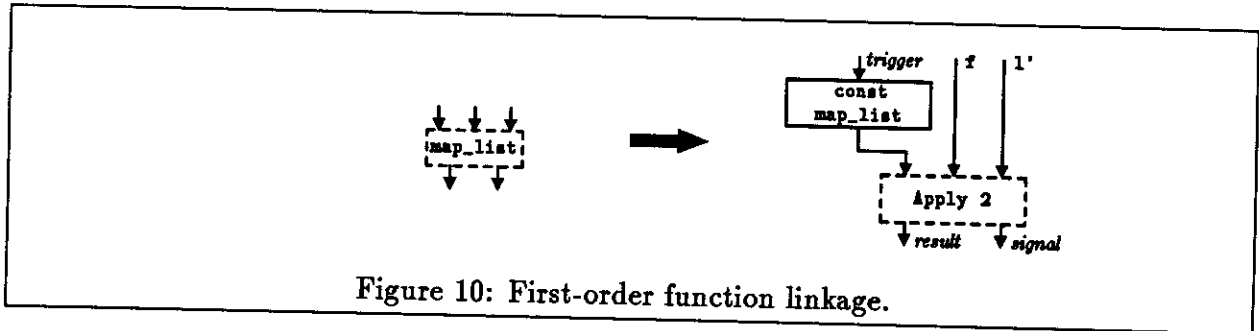 trigger f l'
const
map_list
map_list
Apply 2
result signal
Figure 10: First-order function linkage.